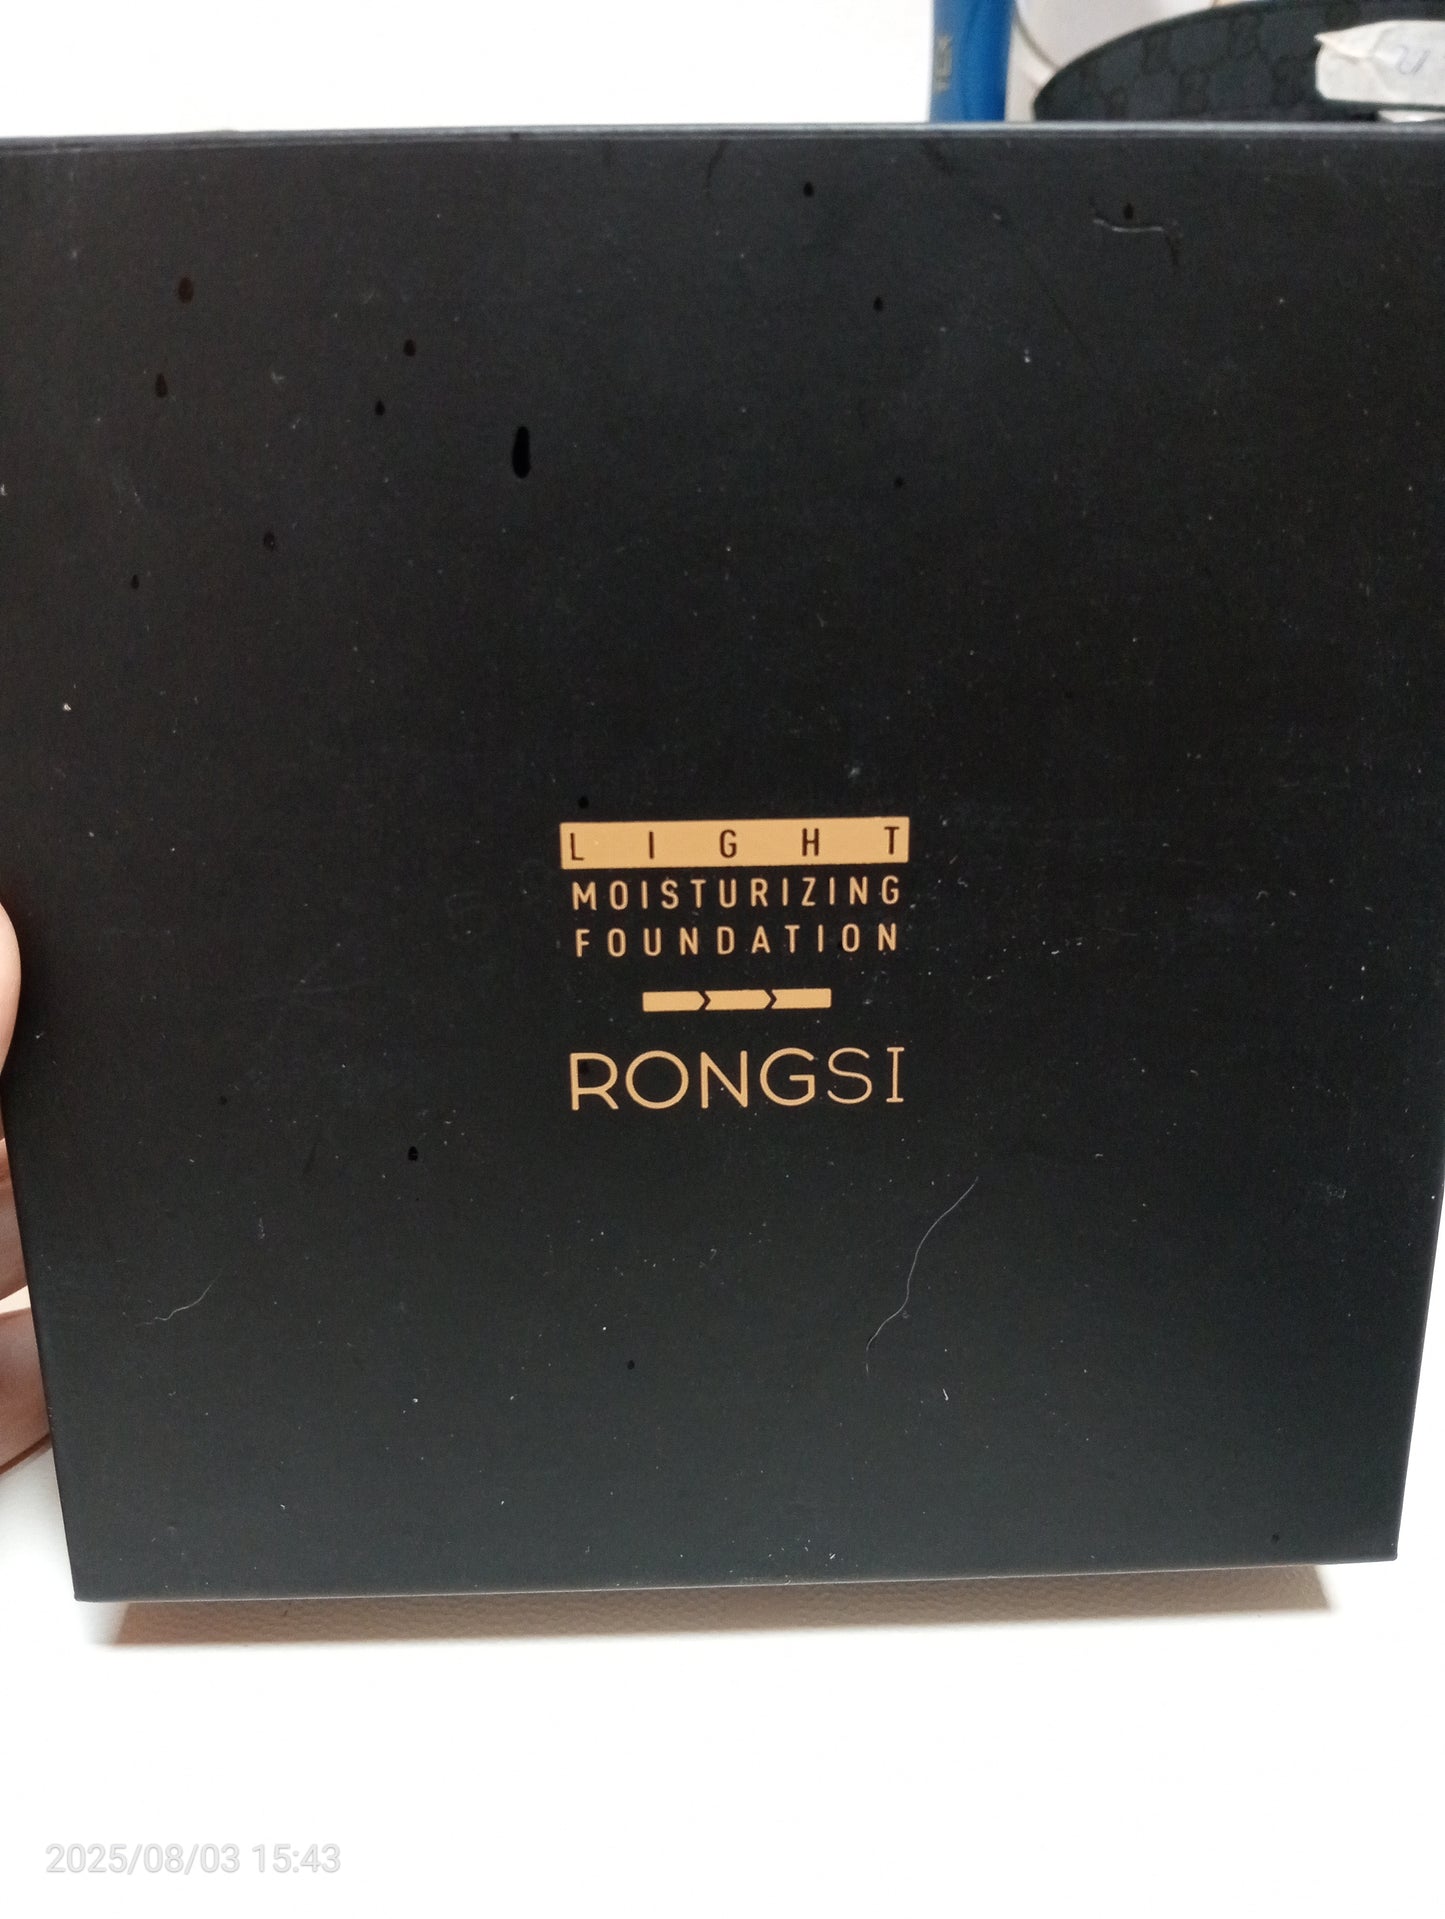 LIGHT
MOISTURIZING
FOUNDATION
RONGSI
2025/08/03 15:43